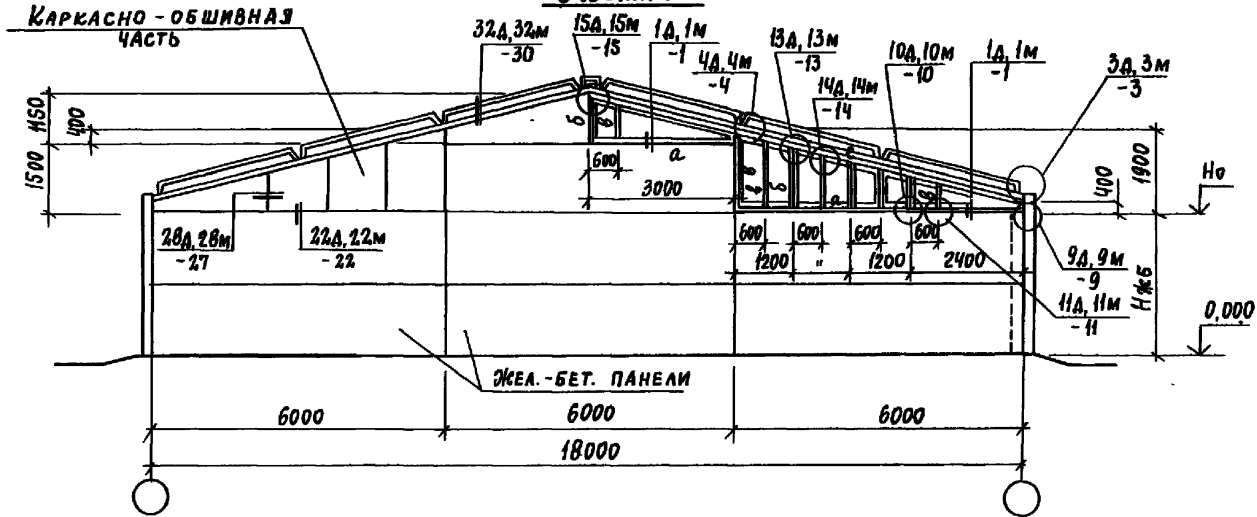 КАРКАСНО-ОБШИВНАЯ
ЧАСТЬ
32Д, 32М
-30
15Д, 15М
-15
1Д, 1М
-1
4Д, 4М
-4
13Д, 13М
-13
14Д, 14М
-14
10Д, 10М
-10
1Д, 1М
-1
3Д, 3М
-3
1150
400
1500
б
в
а
600
3000
в
в
б
а
в
с
1900
400
Но
28Д, 28М
-27
22Д, 22М
-22
600
600
600
600
1200
"
1200
2400
9Д, 9М
-9
11Д, 11М
-11
Нжб
0,000
ЖЕЛ.-БЕТ. ПАНЕЛИ
6000
6000
6000
18000